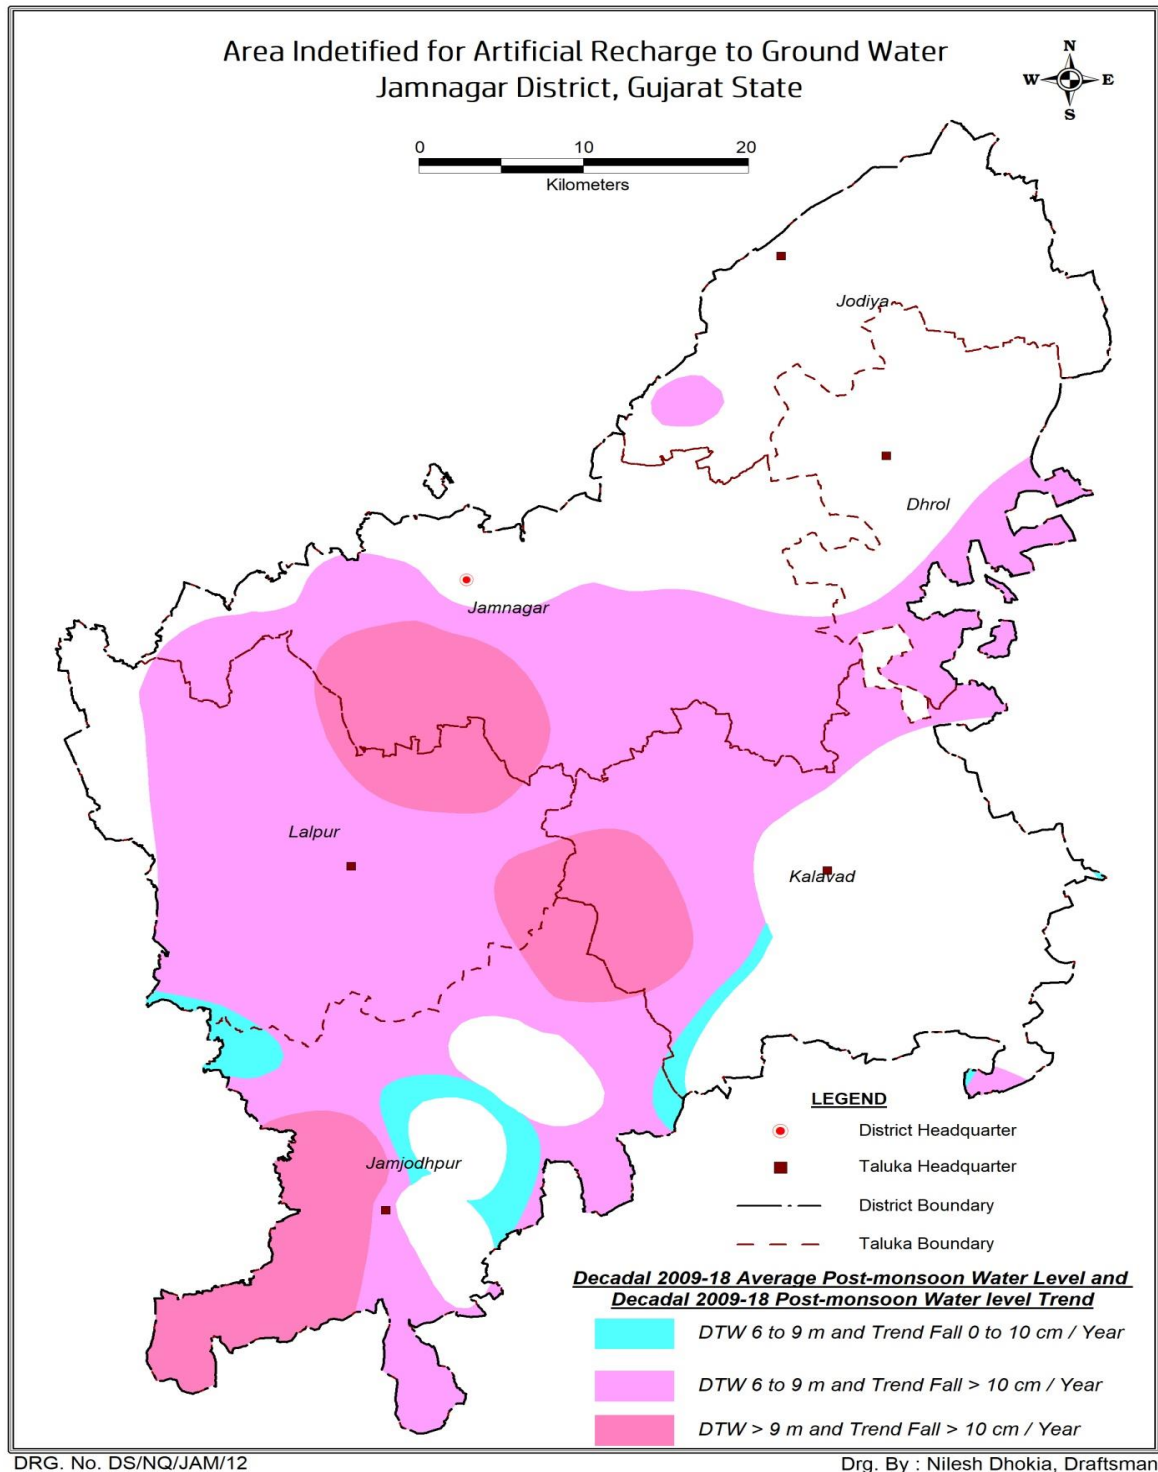 Area Indetified for Artificial Recharge to Ground Water
Jamnagar District, Gujarat State
N
W E
S
0 10 20
Kilometers
Jodiya
Dhrol
Jamnagar
Lalpur
Kalavad
Jamjodhpur
LEGEND
District Headquarter
Taluka Headquarter
District Boundary
Taluka Boundary
Decadal 2009-18 Average Post-monsoon Water Level and
Decadal 2009-18 Post-monsoon Water level Trend
DTW 6 to 9 m and Trend Fall 0 to 10 cm / Year
DTW 6 to 9 m and Trend Fall > 10 cm / Year
DTW > 9 m and Trend Fall > 10 cm / Year
DRG. No. DS/NQ/JAM/12 Drg. By : Nilesh Dhokia, Draftsman